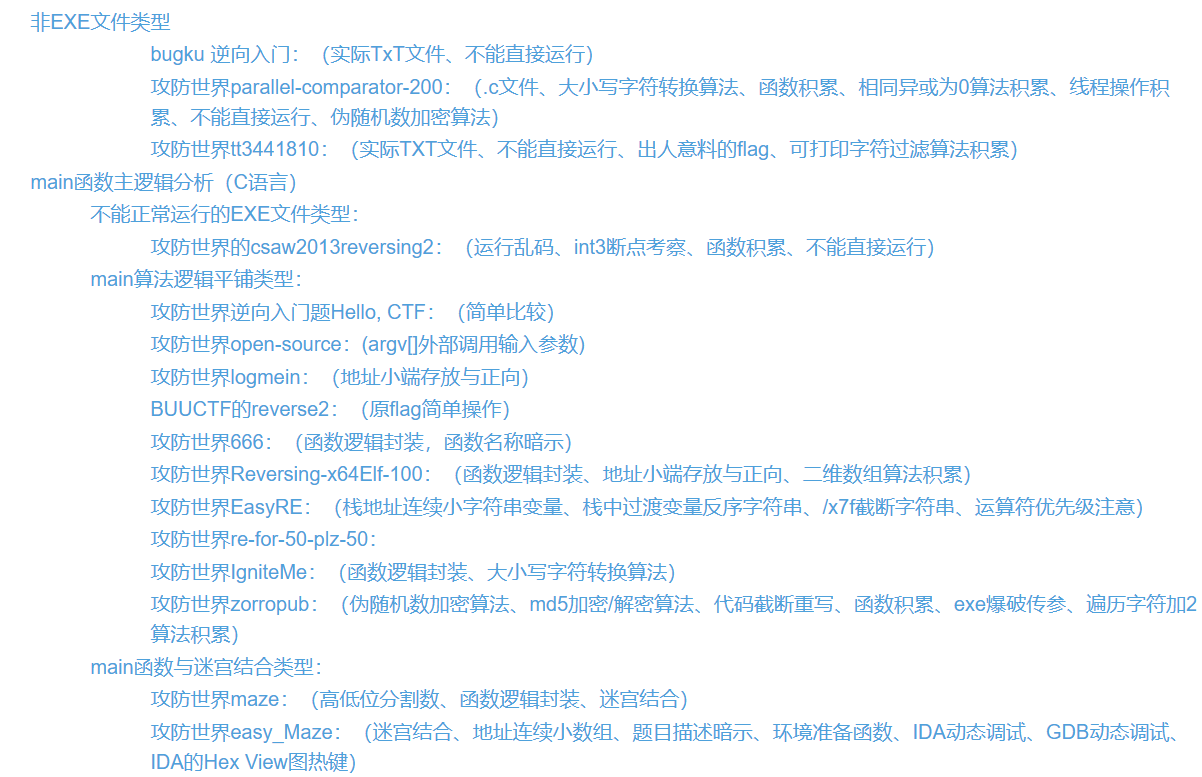 非EXE文件类型
bugku 逆向入门：（实际TxT文件、不能直接运行）
攻防世界parallel-comparator-200：（.c文件、大小写字符转换算法、函数积累、相同异或为0算法积累、线程操作积
累、不能直接运行、伪随机数加密算法）
攻防世界tt3441810：（实际TXT文件、不能直接运行、出人意料的flag、可打印字符过滤算法积累）
main函数主逻辑分析（C语言）
不能正常运行的EXE文件类型：
攻防世界的csaw2013reversing2：（运行乱码、int3断点考察、函数积累、不能直接运行）
main算法逻辑平铺类型：
攻防世界逆向入门题Hello, CTF：（简单比较）
攻防世界open-source：(argv[]外部调用输入参数)
攻防世界logmein：（地址小端存放与正向）
BUUCTF的reverse2：（原flag简单操作）
攻防世界666：（函数逻辑封装，函数名称暗示）
攻防世界Reversing-x64Elf-100：（函数逻辑封装、地址小端存放与正向、二维数组算法积累）
攻防世界EasyRE：（栈地址连续小字符串变量、栈中过渡变量反序字符串、/x7f截断字符串、运算符优先级注意）
攻防世界re-for-50-plz-50：
攻防世界IgniteMe：（函数逻辑封装、大小写字符转换算法）
攻防世界zorropub：（伪随机数加密算法、md5加密/解密算法、代码截断重写、函数积累、exe爆破传参、遍历字符加2
算法积累）
main函数与迷宫结合类型：
攻防世界maze：（高低位分割数、函数逻辑封装、迷宫结合）
攻防世界easy_Maze：（迷宫结合、地址连续小数组、题目描述暗示、环境准备函数、IDA动态调试、GDB动态调试、
IDA的Hex View图热键）